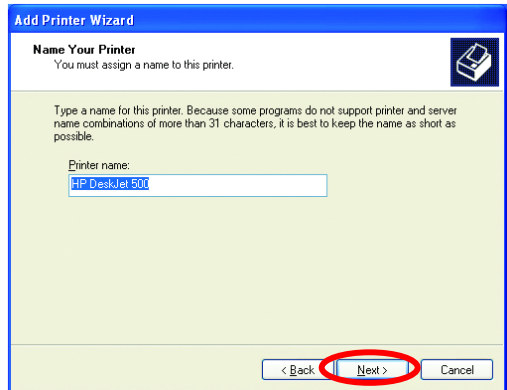 Add Printer Wizard
Name Your Printer
You must assign a name to this printer.
Type a name for this printer. Because some programs do not support printer and server
name combinations of more than 31 characters, it is best to keep the name as short as
possible.
Printer name:
HP DeskJet 500
< Back
Next >
Cancel